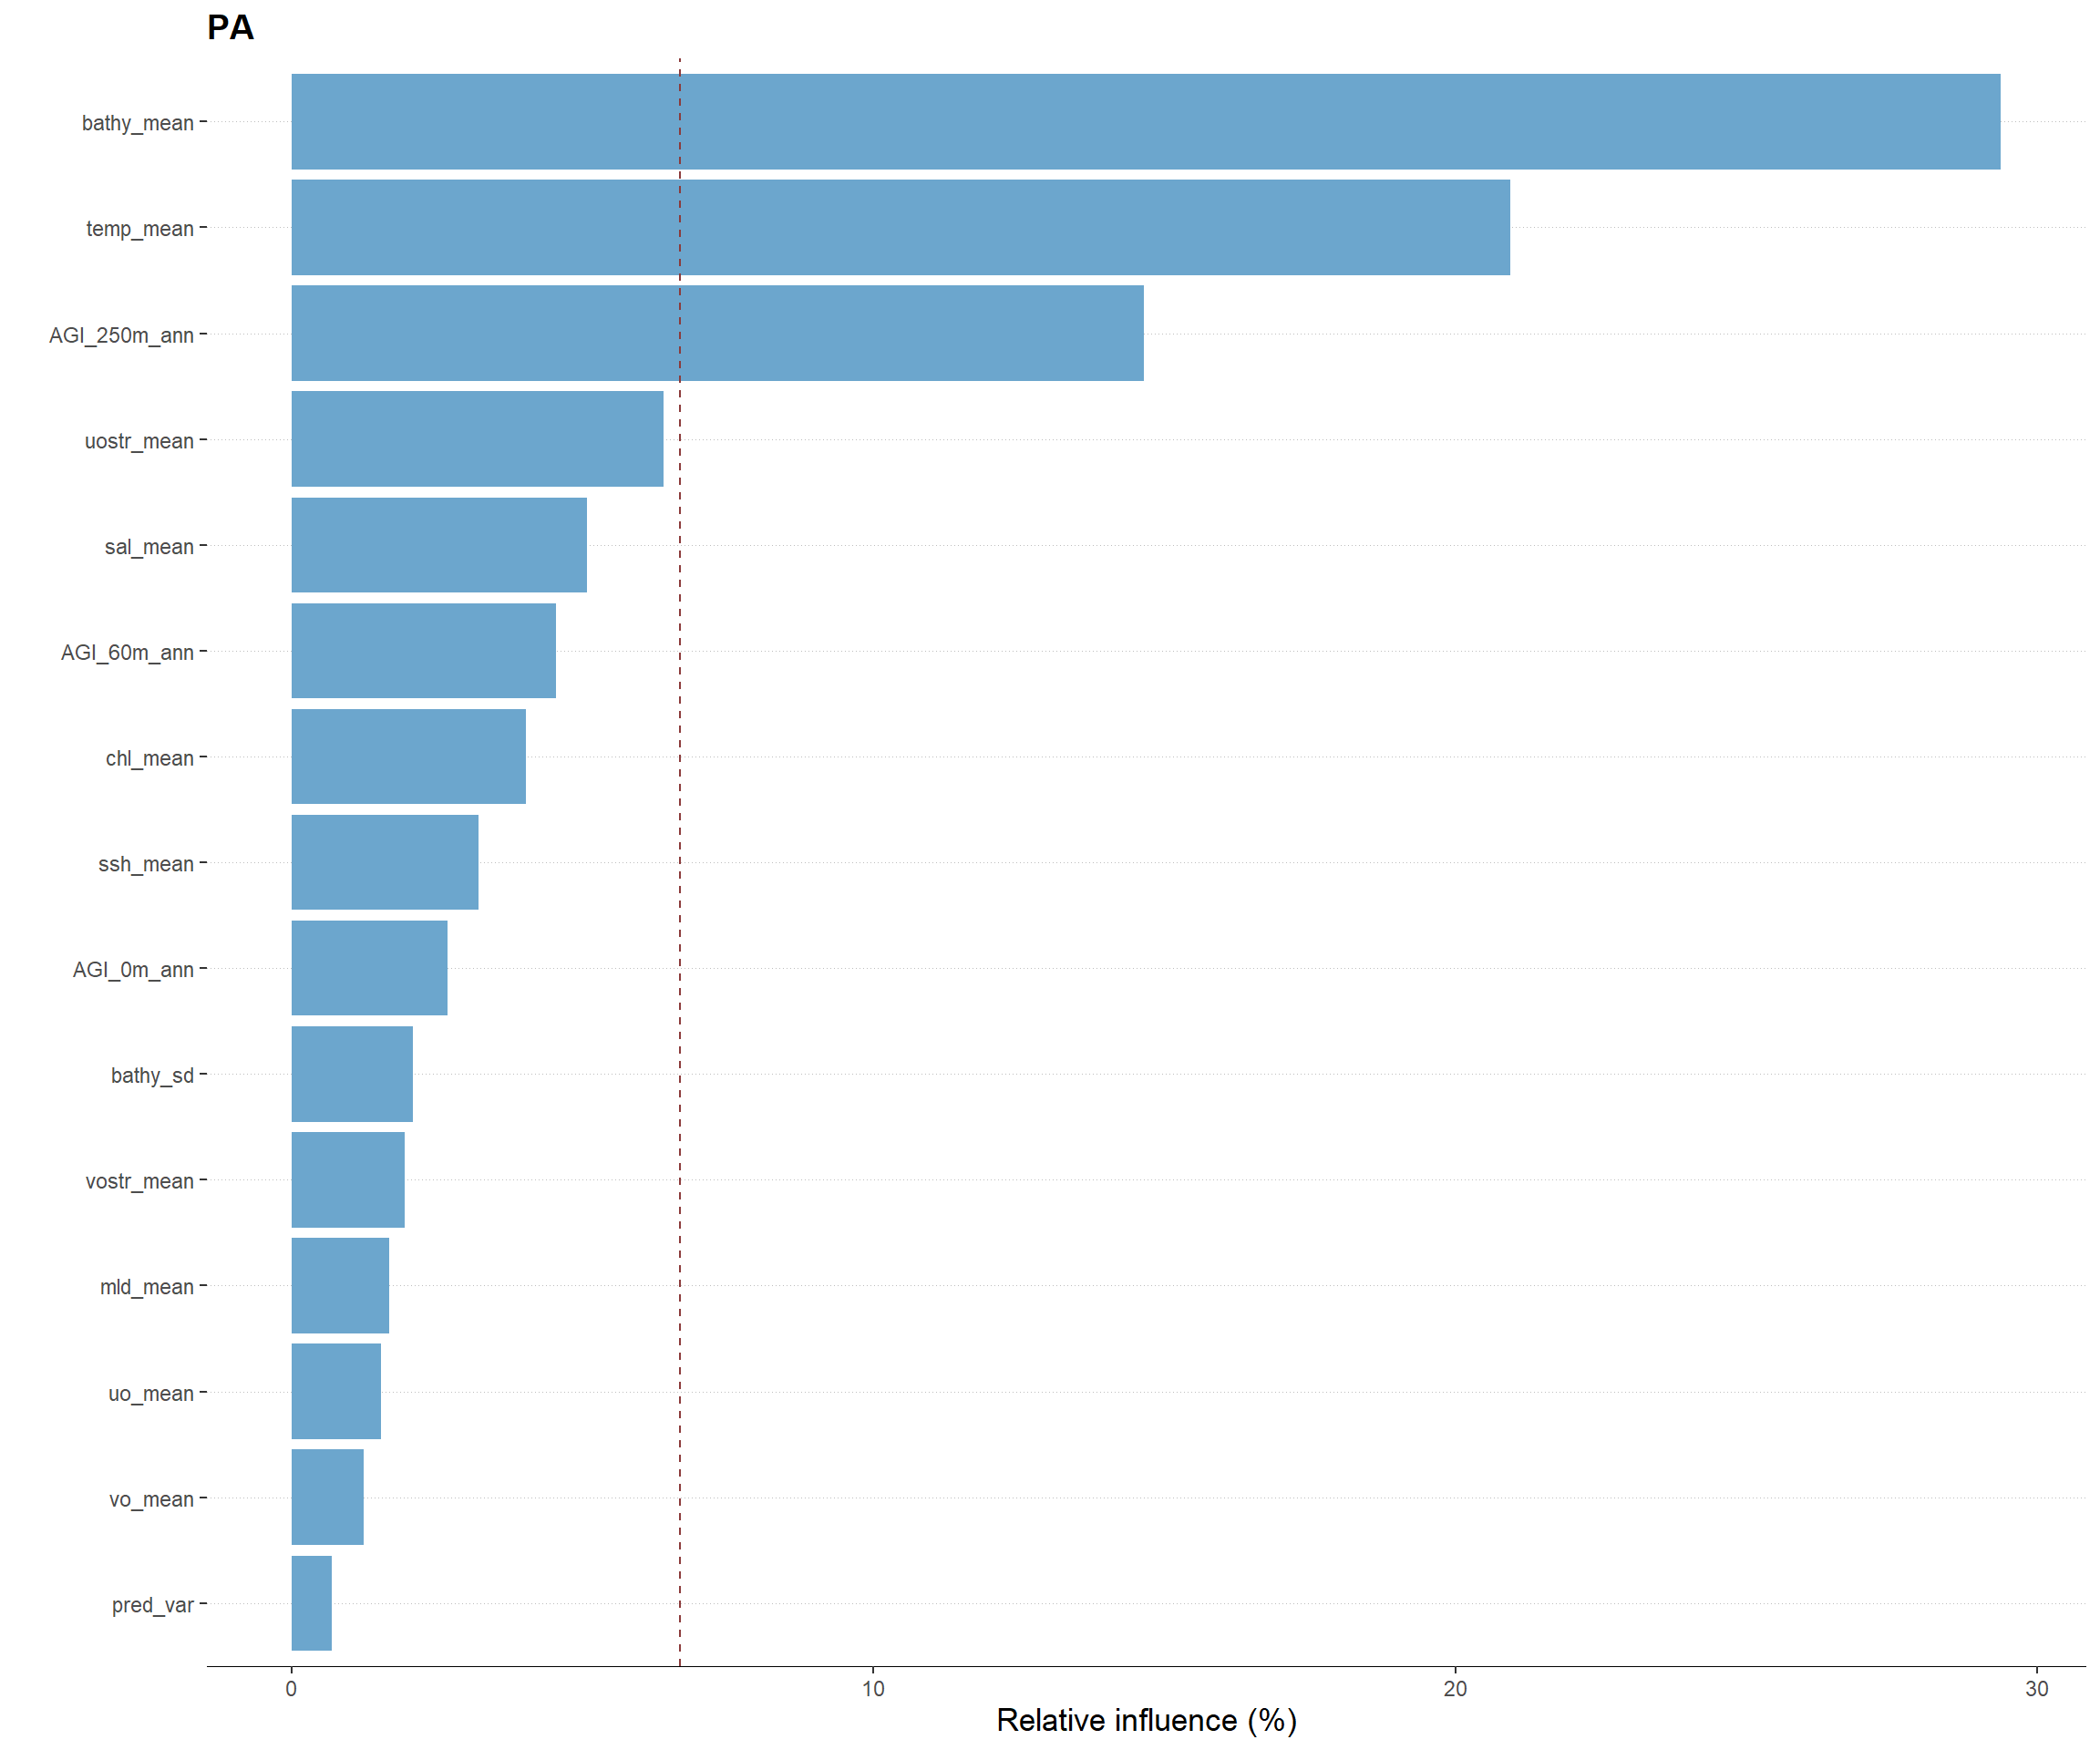 PA
bathy_mean
temp_mean
AGI_250m_ann
uostr_mean
sal_mean
AGI_60m_ann
chl_mean
ssh_mean
AGI_0m_ann
bathy_sd
vostr_mean
mld_mean
uo_mean
vo_mean
pred_var
0 10 20 30
Relative influence (%)